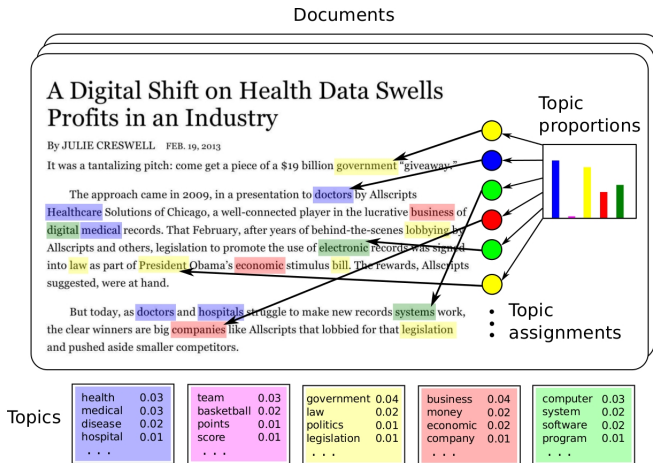 Documents
A Digital Shift on Health Data Swells
Profits in an Industry
By JULIE CRESWELL FEB. 19, 2013
It was a tantalizing pitch: come get a piece of a $19 billion government “giveaway.”
The approach came in 2009, in a presentation to doctors by Allscripts
Healthcare Solutions of Chicago, a well-connected player in the lucrative business of
digital medical records. That February, after years of behind-the-scenes lobbying by
Allscripts and others, legislation to promote the use of electronic records was signed
into law as part of President Obama’s economic stimulus bill. The rewards, Allscripts
suggested, were at hand.
But today, as doctors and hospitals struggle to make new records systems work,
the clear winners are big companies like Allscripts that lobbied for that legislation
and pushed aside smaller competitors.
Topic
proportions
Topic
assignments
Topics
health 0.03
medical 0.03
disease 0.02
hospital 0.01
. . .
team 0.03
basketball 0.02
points 0.01
score 0.01
. . .
government 0.04
law 0.02
politics 0.01
legislation 0.01
. . .
business 0.04
money 0.02
economic 0.02
company 0.01
. . .
computer 0.03
system 0.02
software 0.02
program 0.01
. . .